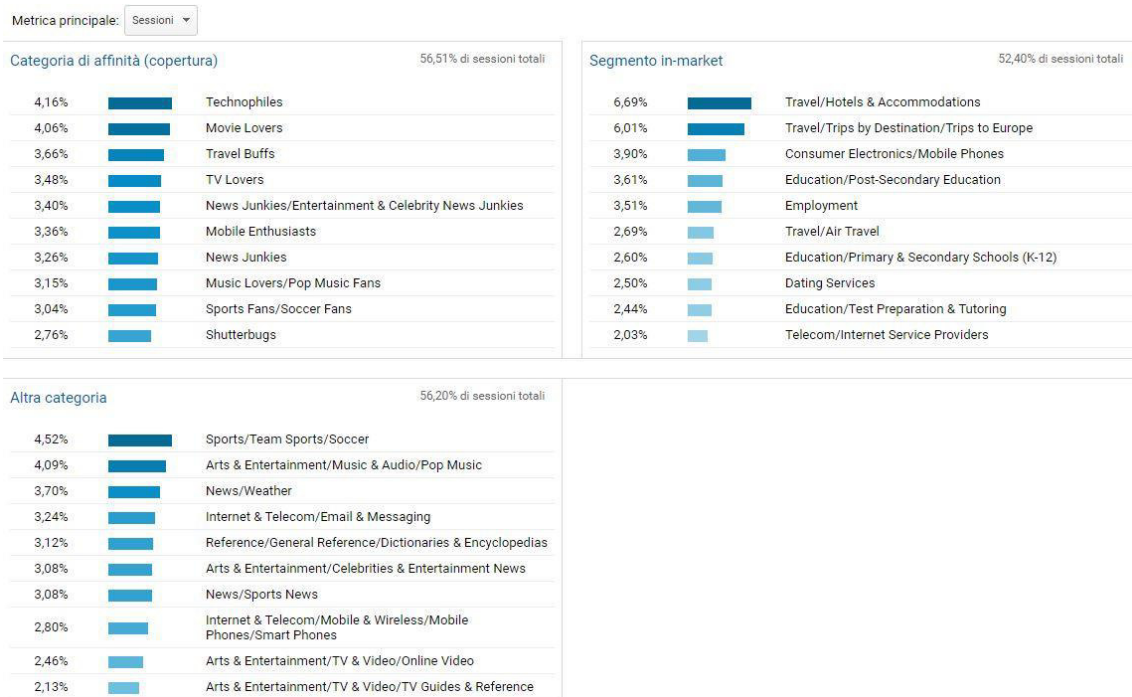 Metrica principale: Sessioni
Categoria di affinità (copertura) 56,51% di sessioni totali
4,16% Technophiles
4,06% Movie Lovers
3,66% Travel Buffs
3,48% TV Lovers
3,40% News Junkies/Entertainment & Celebrity News Junkies
3,36% Mobile Enthusiasts
3,26% News Junkies
3,15% Music Lovers/Pop Music Fans
3,04% Sports Fans/Soccer Fans
2,76% Shutterbugs
Segmento in-market 52,40% di sessioni totali
6,69% Travel/Hotels & Accommodations
6,01% Travel/Trips by Destination/Trips to Europe
3,90% Consumer Electronics/Mobile Phones
3,61% Education/Post-Secondary Education
3,51% Employment
2,69% Travel/Air Travel
2,60% Education/Primary & Secondary Schools (K-12)
2,50% Dating Services
2,44% Education/Test Preparation & Tutoring
2,03% Telecom/Internet Service Providers
Altra categoria 56,20% di sessioni totali
4,52% Sports/Team Sports/Soccer
4,09% Arts & Entertainment/Music & Audio/Pop Music
3,70% News/Weather
3,24% Internet & Telecom/Email & Messaging
3,12% Reference/General Reference/Dictionaries & Encyclopedias
3,08% Arts & Entertainment/Celebrities & Entertainment News
3,08% News/Sports News
2,80% Internet & Telecom/Mobile & Wireless/Mobile
Phones/Smart Phones
2,46% Arts & Entertainment/TV & Video/Online Video
2,13% Arts & Entertainment/TV & Video/TV Guides & Reference